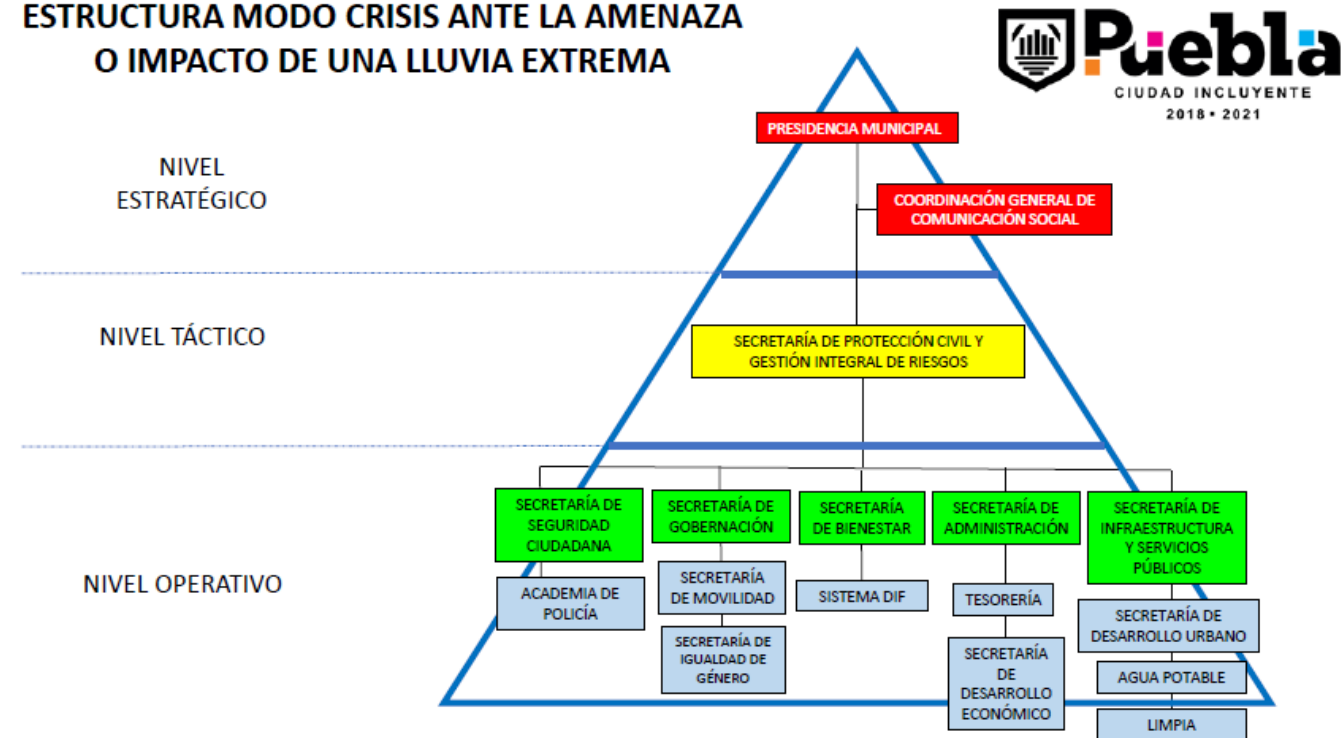 ESTRUCTURA MODO CRISIS ANTE LA AMENAZA
O IMPACTO DE UNA LLUVIA EXTREMA
Puebla
CIUDAD INCLUYENTE
2018 • 2021
NIVEL
ESTRATÉGICO
PRESIDENCIA MUNICIPAL
COORDINACIÓN GENERAL DE
COMUNICACIÓN SOCIAL
NIVEL TÁCTICO
SECRETARÍA DE PROTECCIÓN CIVIL Y
GESTIÓN INTEGRAL DE RIESGOS
NIVEL OPERATIVO
SECRETARÍA DE
SEGURIDAD
CIUDADANA
ACADEMIA DE
POLICÍA
SECRETARÍA DE
GOBERNACIÓN
SECRETARÍA
DE MOVILIDAD
SECRETARÍA DE
IGUALDAD DE
GÉNERO
SECRETARÍA
DE BIENESTAR
SISTEMA DIF
SECRETARÍA DE
ADMINISTRACIÓN
TESORERÍA
SECRETARÍA
DE
DESARROLLO
ECONÓMICO
SECRETARÍA DE
INFRAESTRUCTURA
Y SERVICIOS
PÚBLICOS
SECRETARÍA DE
DESARROLLO URBANO
AGUA POTABLE
LIMPIA